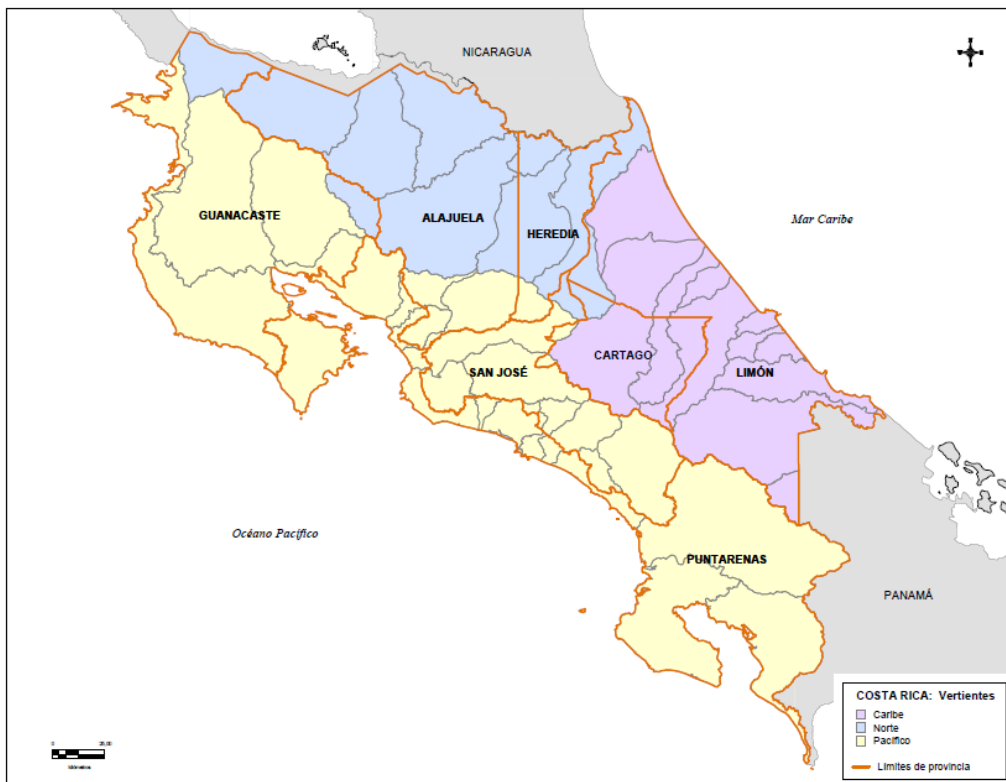 NICARAGUA
Mar Caribe
GUANACASTE
ALAJUELA
HEREDIA
CARTAGO
LIMÓN
SAN JOSÉ
Océano Pacífico
PUNTARENAS
PANAMÁ
COSTA RICA: Vertientes
Caribe
Norte
Pacífico
Límites de provincia
0